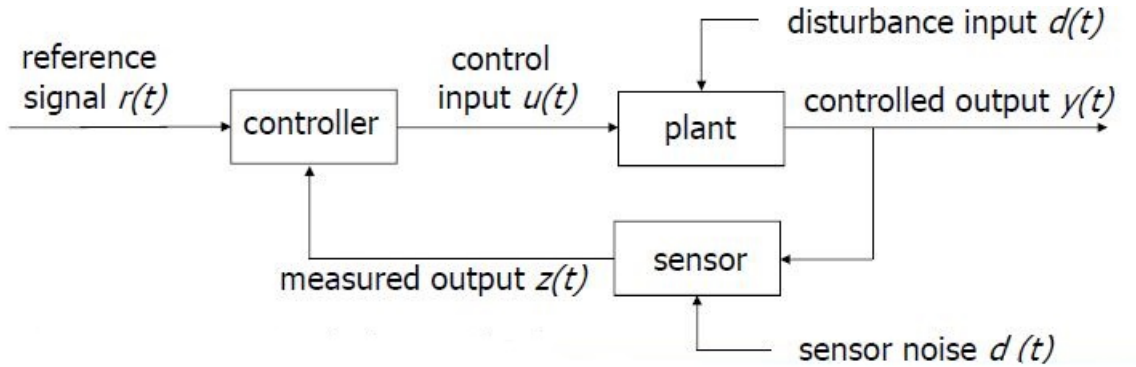 disturbance input d(t)
reference
signal r(t)
control
input u(t)
controller
plant
controlled output y(t)
sensor
measured output z(t)
sensor noise d (t)